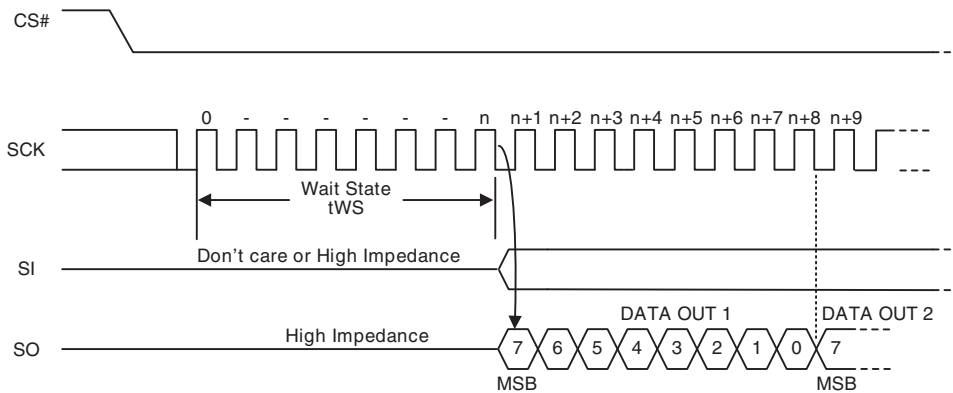 CS#
0 - - - - - - n n+1 n+2 n+3 n+4 n+5 n+6 n+7 n+8 n+9
SCK
Wait State
tWS
Don't care or High Impedance
SI
DATA OUT 1 DATA OUT 2
High Impedance
SO
7 6 5 4 3 2 1 0 7
MSB MSB